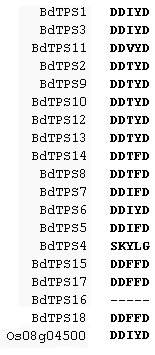 BdTPS1 DDIYD
BdTPS3 DDIYD
BdTPS11 DDVYD
BdTPS2 DDTYD
BdTPS9 DDTYD
BdTPS10 DDTYD
BdTPS12 DDTYD
BdTPS13 DDTYD
BdTPS14 DDTFD
BdTPS8 DDTFD
BdTPS7 DDIFD
BdTPS6 DDIYD
BdTPS5 DDIFD
BdTPS4 SKYLG
BdTPS15 DDFFD
BdTPS17 DDFFD
BdTPS16 -----
BdTPS18 DDFFD
Os08g04500 DDIYD